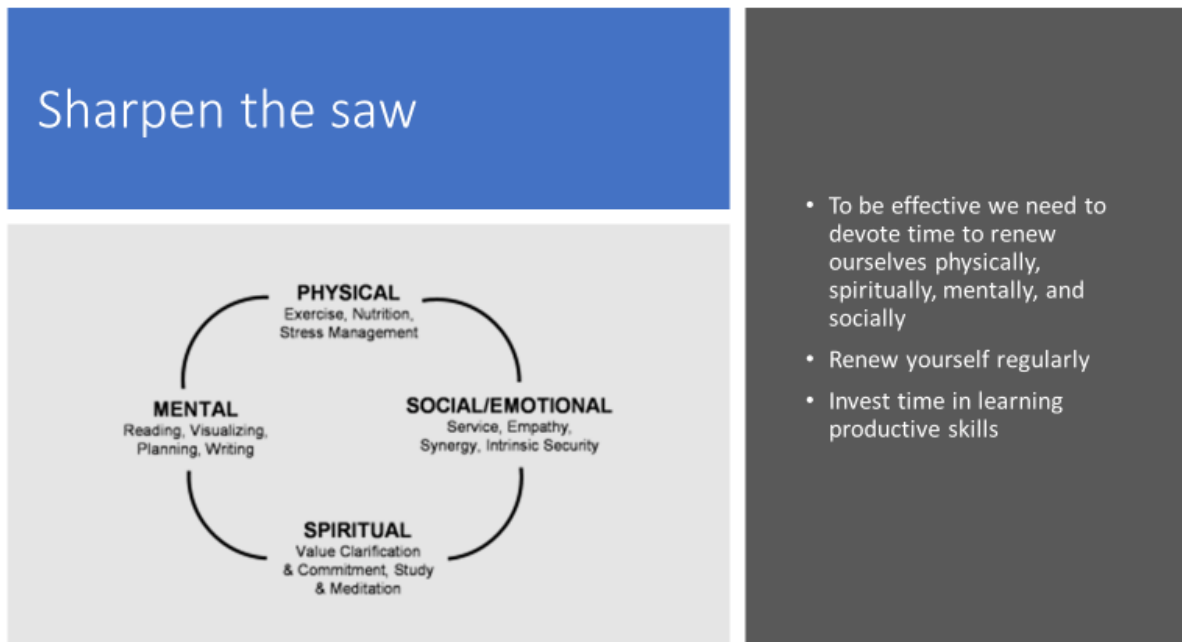 Sharpen the saw
PHYSICAL
Exercise, Nutrition,
Stress Management
MENTAL
Reading, Visualizing,
Planning, Writing
SOCIAL/EMOTIONAL
Service, Empathy,
Synergy, Intrinsic Security
SPIRITUAL
Value Clarification
& Commitment, Study
& Meditation
• To be effective we need to
devote time to renew
ourselves physically,
spiritually, mentally, and
socially
• Renew yourself regularly
• Invest time in learning
productive skills